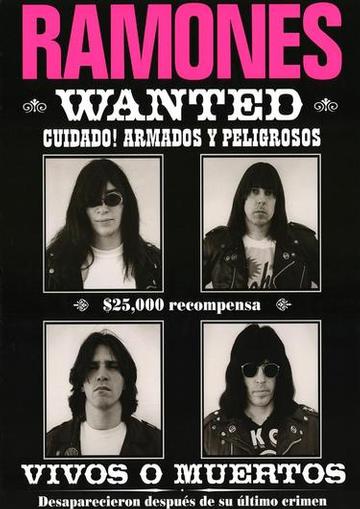 RAMONES
WANTED
CUIDADO! ARMADOS Y PELIGROSOS
$25,000 recompensa
VIVOS O MUERTOS
Desaparecieron después de su último crimen